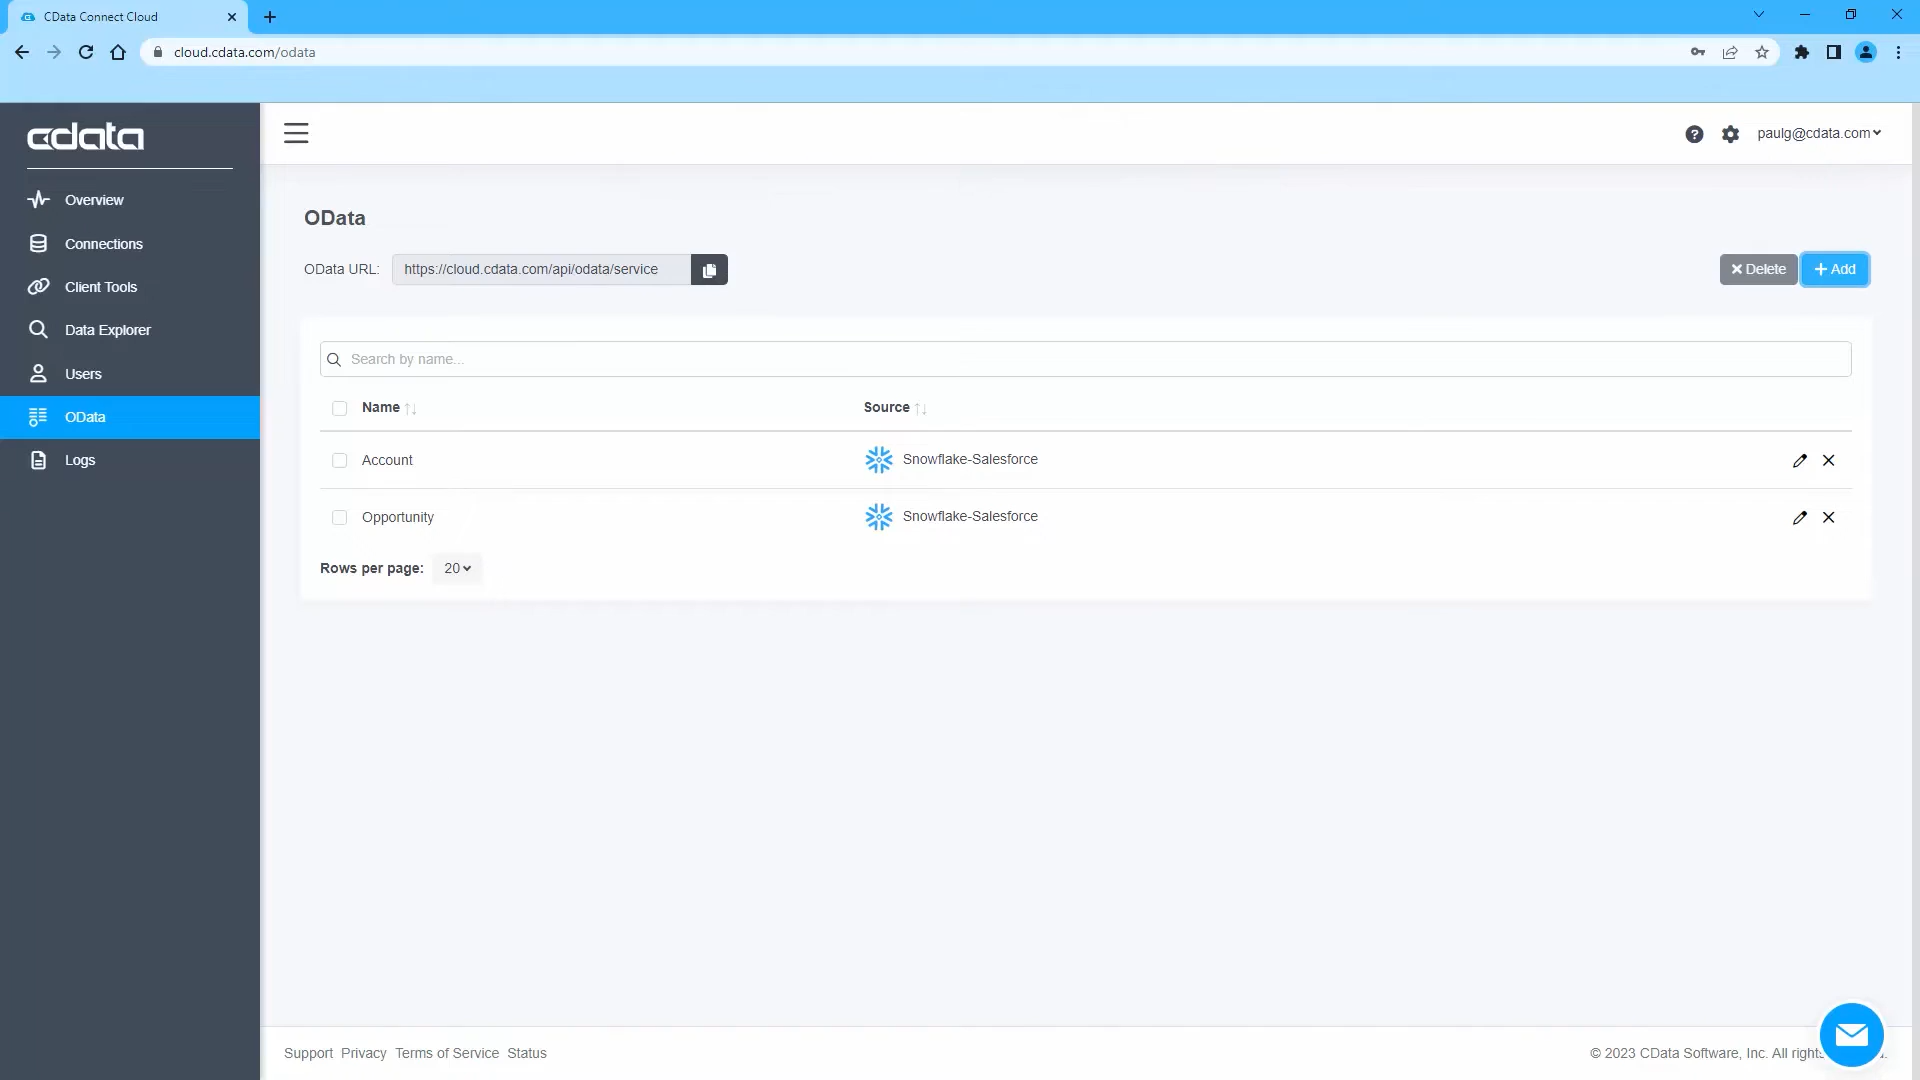 CData Connect Cloud
cloud.cdata.com/odata
cdata
paulg@cdata.com
Overview
Connections
Client Tools
Data Explorer
Users
OData
Logs
OData
OData URL: https://cloud.cdata.com/api/odata/service
Delete
Add
Search by name...
Name Source
Account Snowflake-Salesforce
Opportunity Snowflake-Salesforce
Rows per page: 20
Support Privacy Terms of Service Status
© 2023 CData Software, Inc. All rights